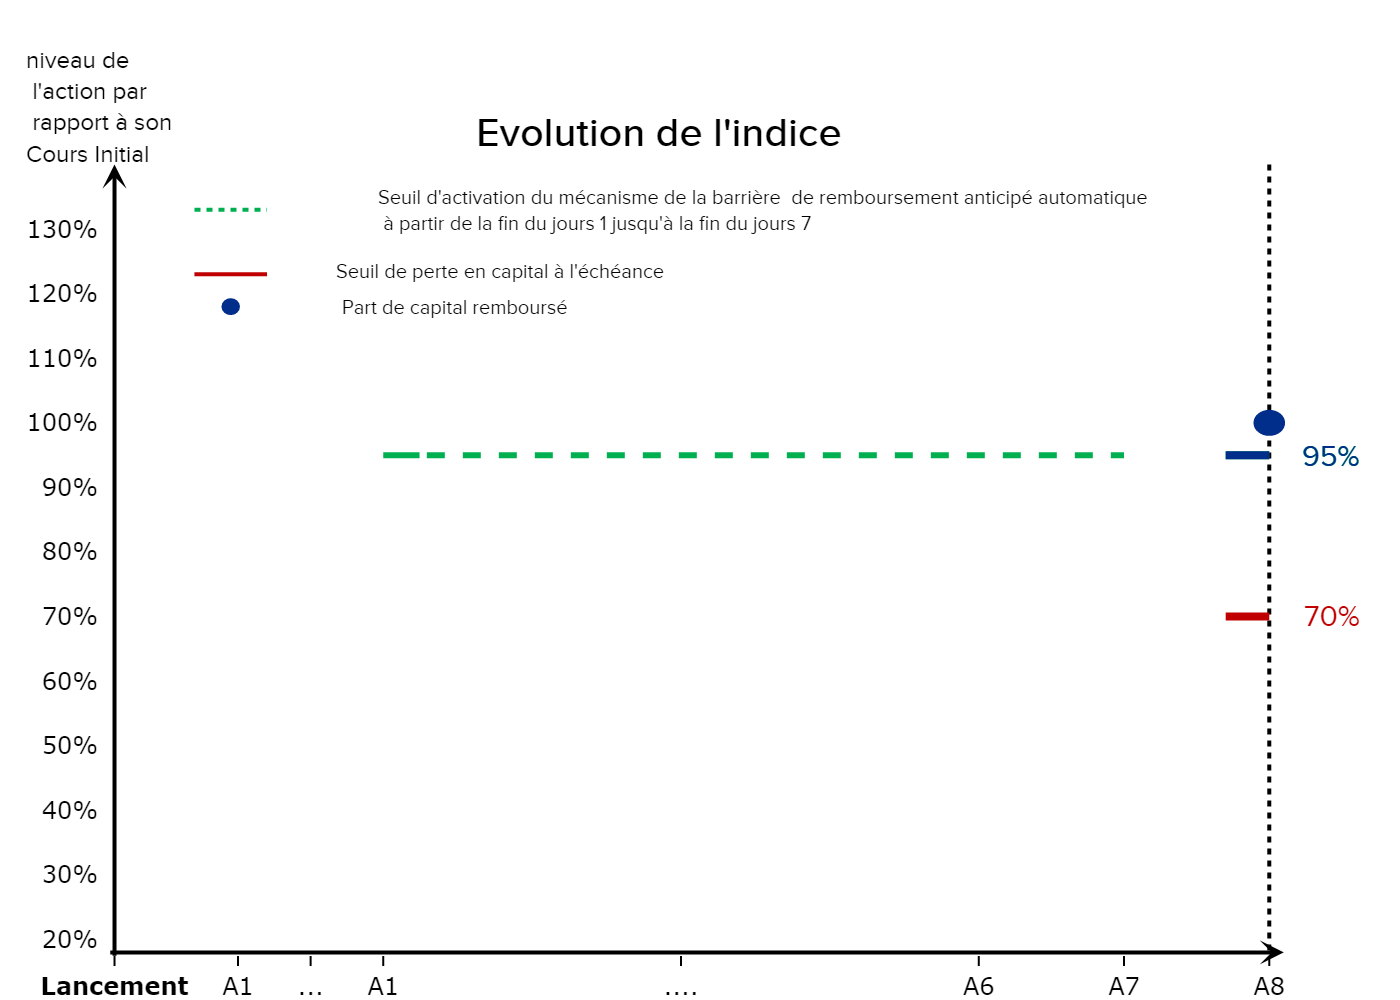 niveau de
l'action par
rapport à son
Cours Initial
Evolution de l'indice
Seuil d'activation du mécanisme de la barrière  de remboursement anticipé automatique
à partir de la fin du jours 1 jusqu'à la fin du jours 7
Seuil de perte en capital à l'échéance
Part de capital remboursé
130%
120%
110%
100%
95%
90%
80%
70%
70%
60%
50%
40%
30%
20%
Lancement A1 ... A1 .... A6 A7 A8